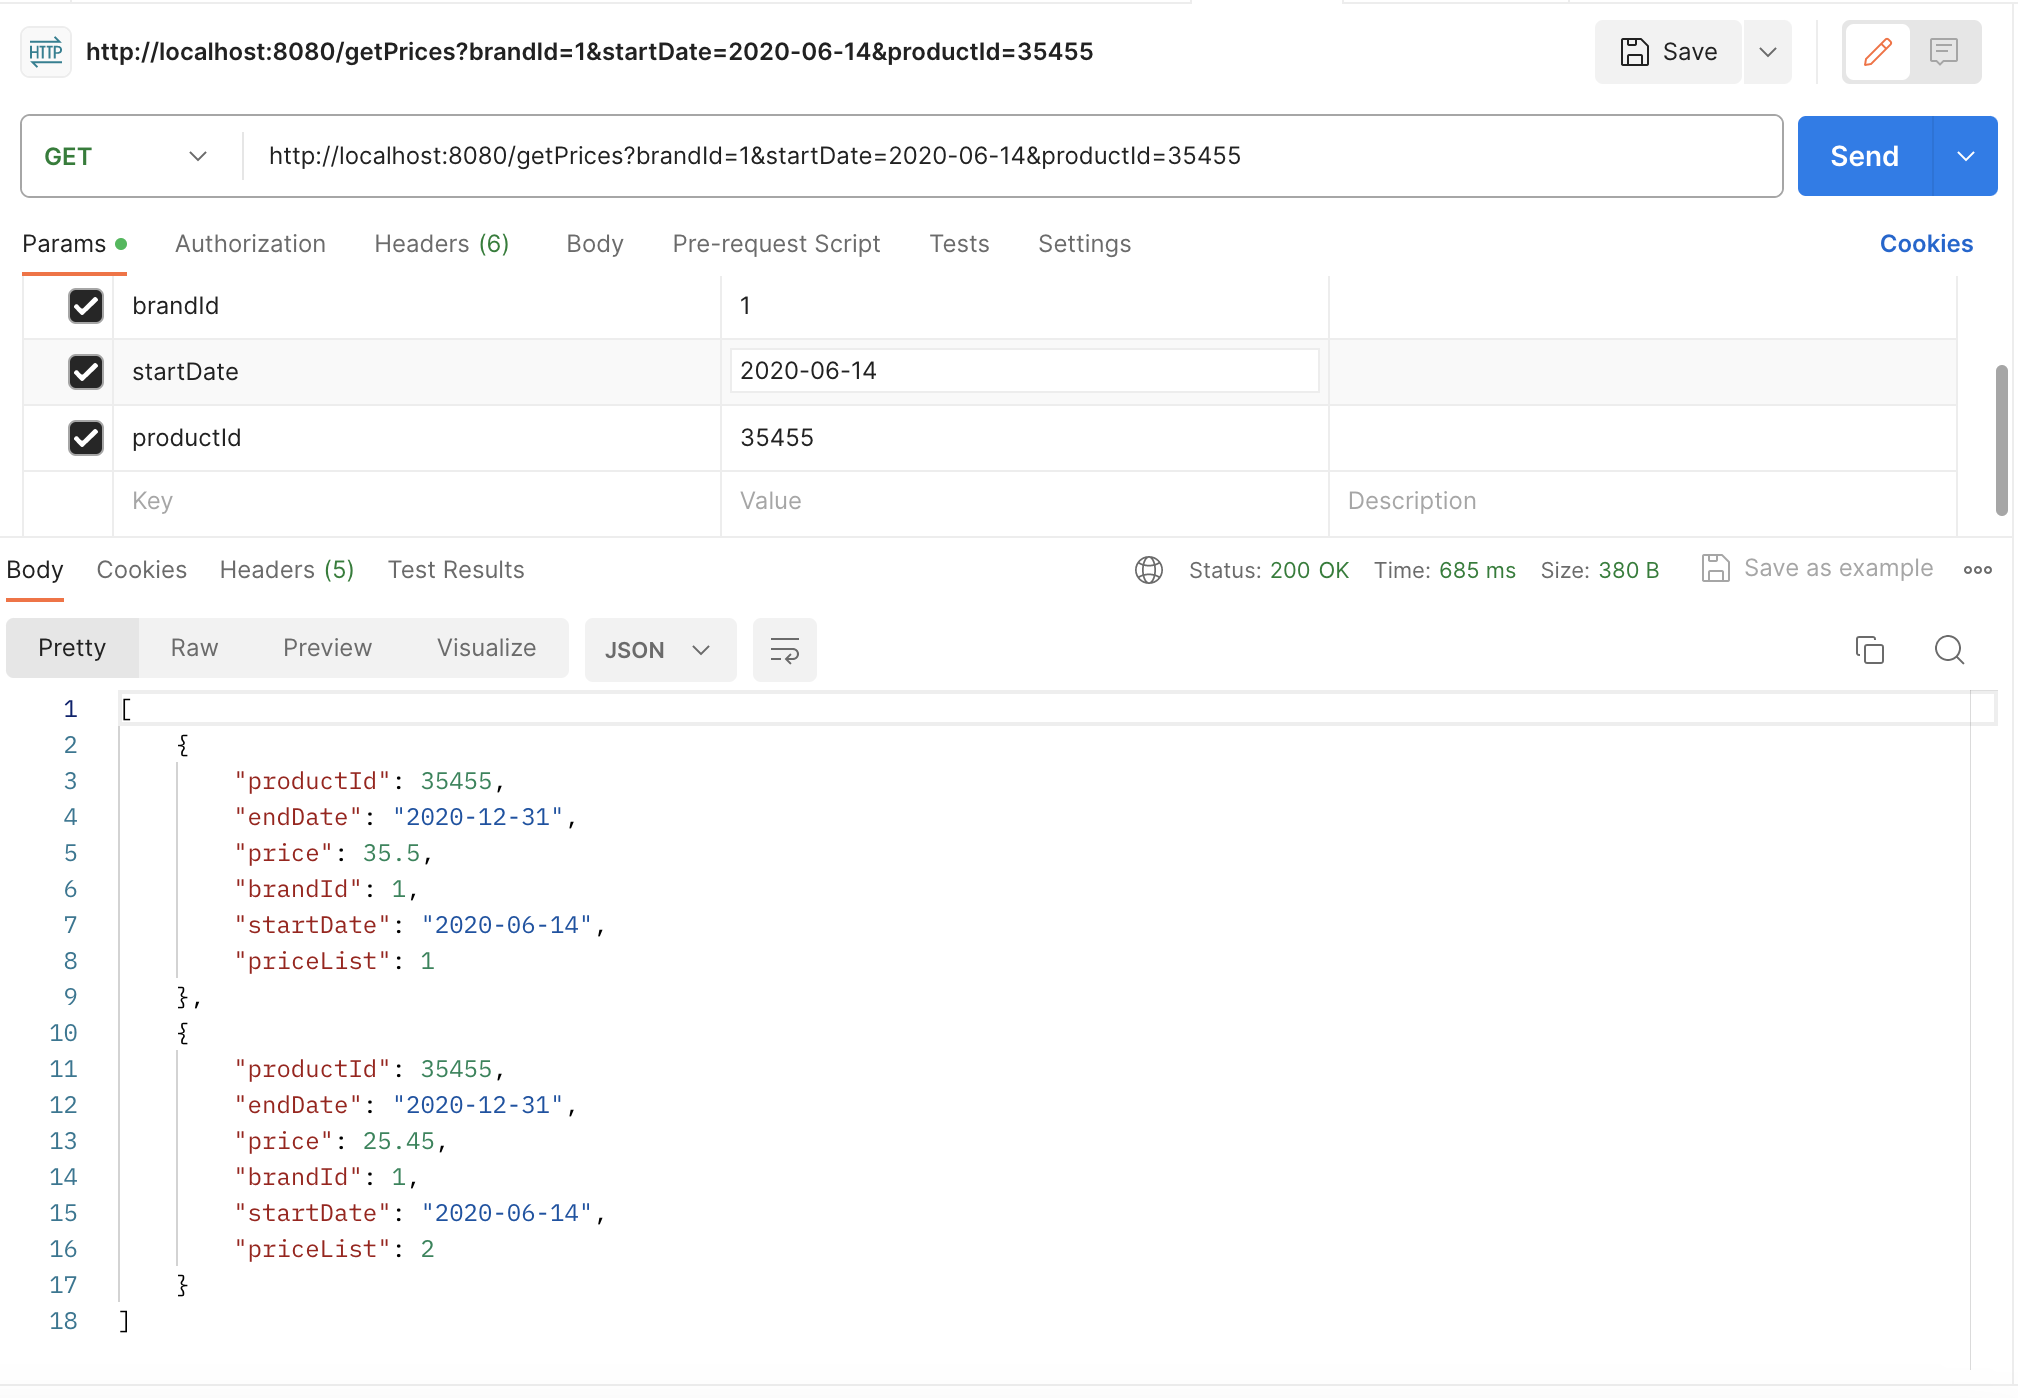 HTTP http://localhost:8080/getPrices?brandId=1&startDate=2020-06-14&productId=35455 Save
GET http://localhost:8080/getPrices?brandId=1&startDate=2020-06-14&productId=35455 Send
Params Authorization Headers (6) Body Pre-request Script Tests Settings Cookies
brandId 1
startDate 2020-06-14
productId 35455
Key Value Description
Body Cookies Headers (5) Test Results Status: 200 OK Time: 685 ms Size: 380 B Save as example
Pretty Raw Preview Visualize JSON
1 [
2 {
3 "productId": 35455,
4 "endDate": "2020-12-31",
5 "price": 35.5,
6 "brandId": 1,
7 "startDate": "2020-06-14",
8 "priceList": 1
9 },
10 {
11 "productId": 35455,
12 "endDate": "2020-12-31",
13 "price": 25.45,
14 "brandId": 1,
15 "startDate": "2020-06-14",
16 "priceList": 2
17 }
18 ]